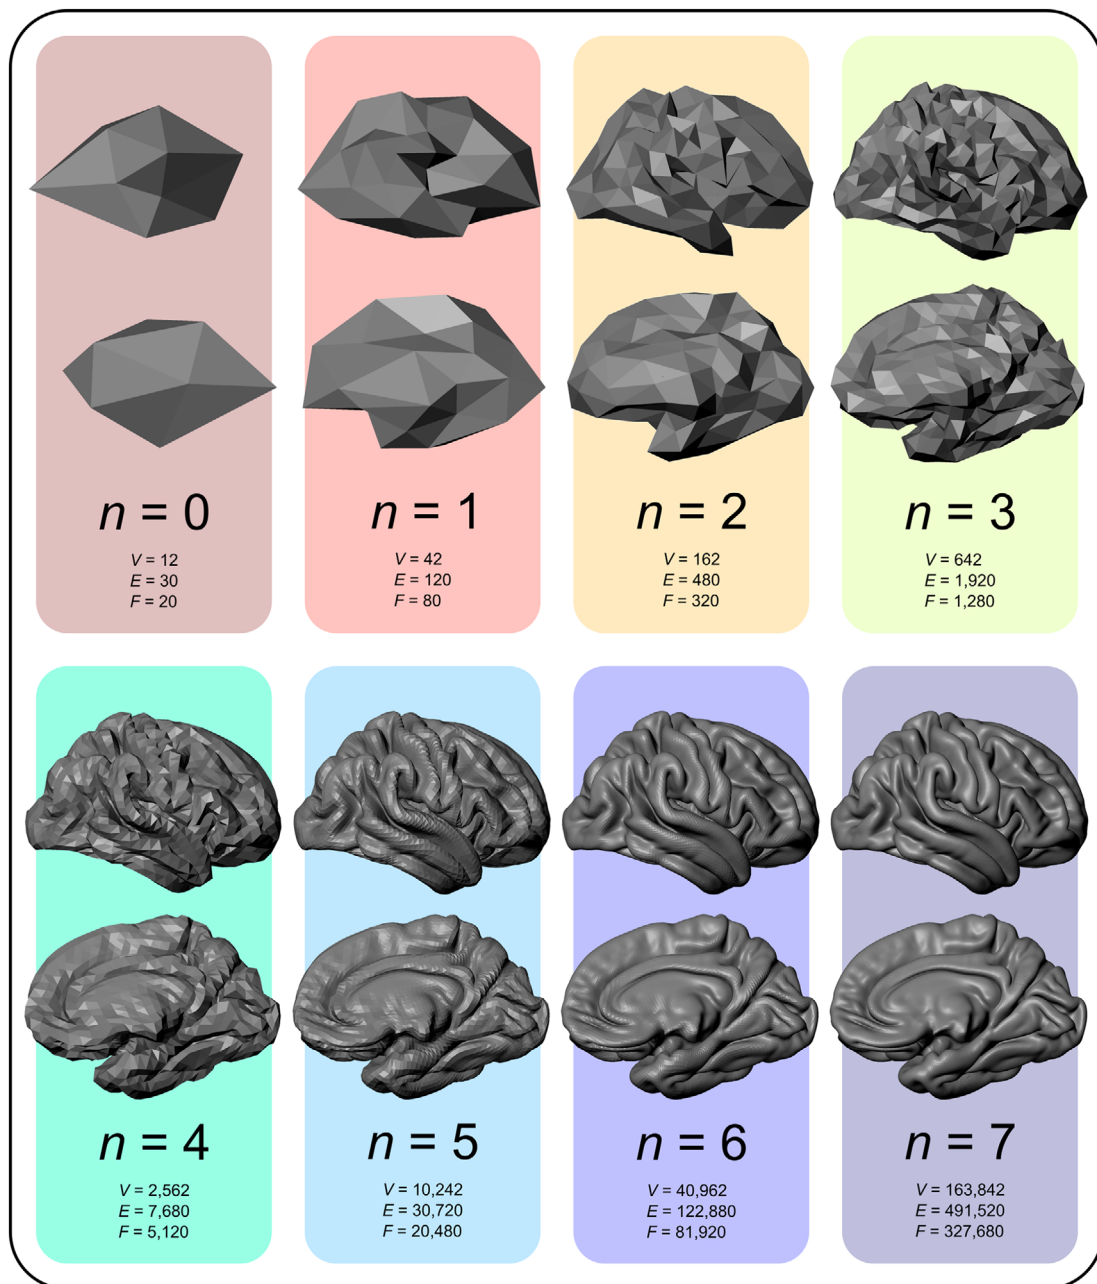 n = 0
V = 12
E = 30
F = 20
n = 1
V = 42
E = 120
F = 80
n = 2
V = 162
E = 480
F = 320
n = 3
V = 642
E = 1,920
F = 1,280
n = 4
V = 2,562
E = 7,680
F = 5,120
n = 5
V = 10,242
E = 30,720
F = 20,480
n = 6
V = 40,962
E = 122,880
F = 81,920
n = 7
V = 163,842
E = 491,520
F = 327,680